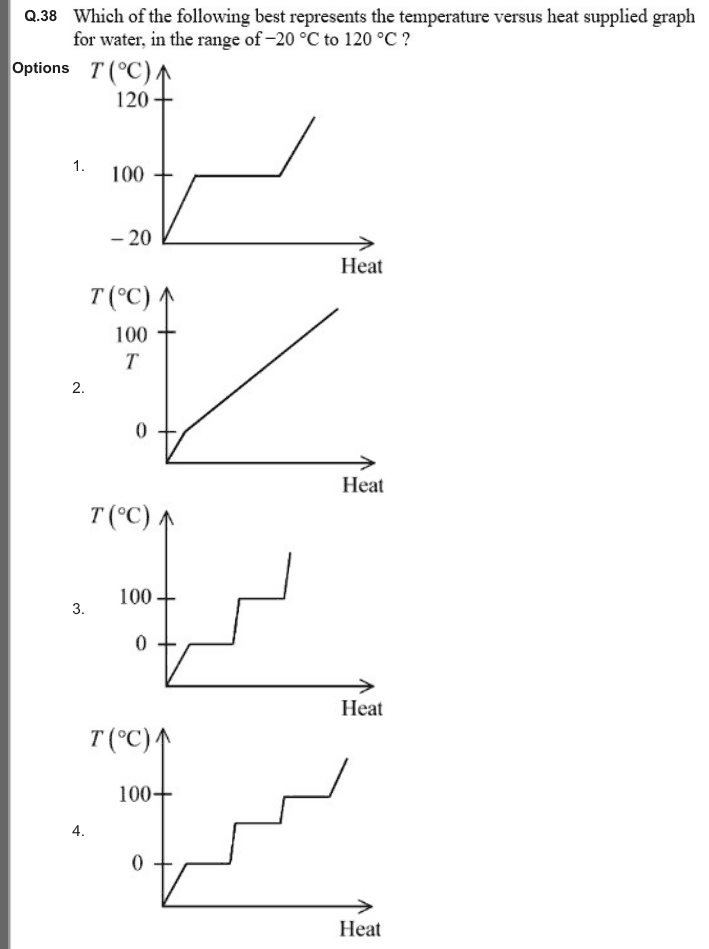 Q.38 Which of the following best represents the temperature versus heat supplied graph
for water, in the range of −20 °C to 120 °C ?
Options
T (°C)
120
1.
100
− 20
Heat
T (°C)
100
T
2.
0
Heat
T (°C)
100
3.
0
Heat
T (°C)
100
4.
0
Heat